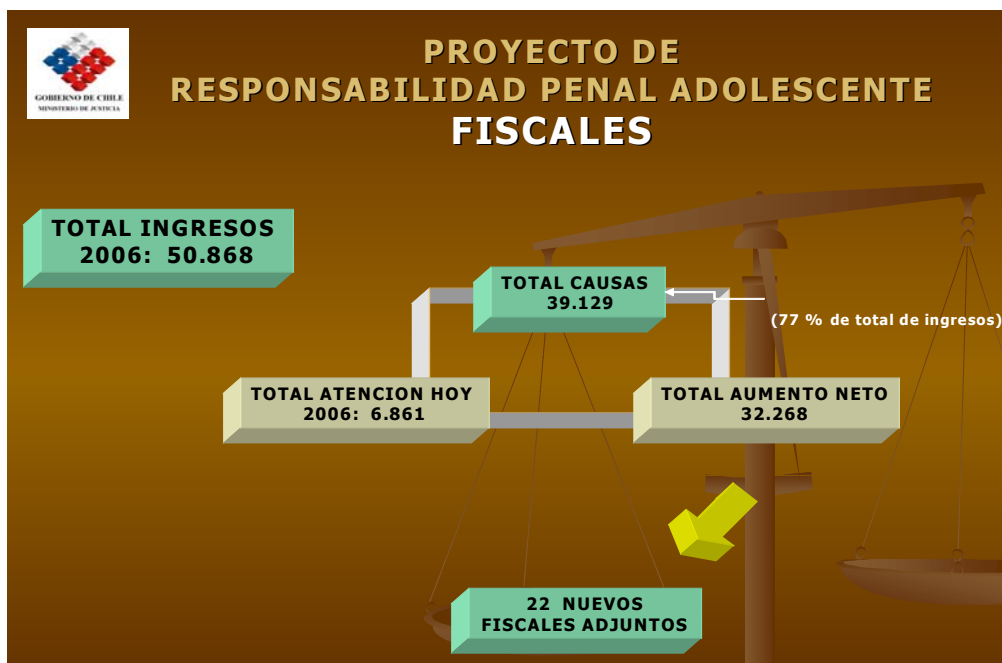 GOBIERNO DE CHILE
MINISTERIO DE JUSTICIA
PROYECTO DE
RESPONSABILIDAD PENAL ADOLESCENTE
FISCALES
TOTAL INGRESOS
2006: 50.868
TOTAL CAUSAS
39.129
(77 % de total de ingresos)
TOTAL ATENCION HOY
2006: 6.861
TOTAL AUMENTO NETO
32.268
22 NUEVOS
FISCALES ADJUNTOS